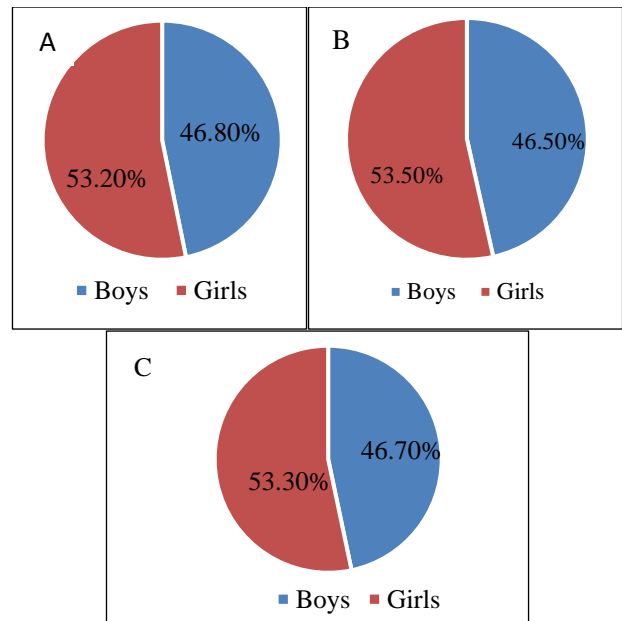 A
46.80%
53.20%
Boys Girls
B
46.50%
53.50%
Boys Girls
C
46.70%
53.30%
Boys Girls